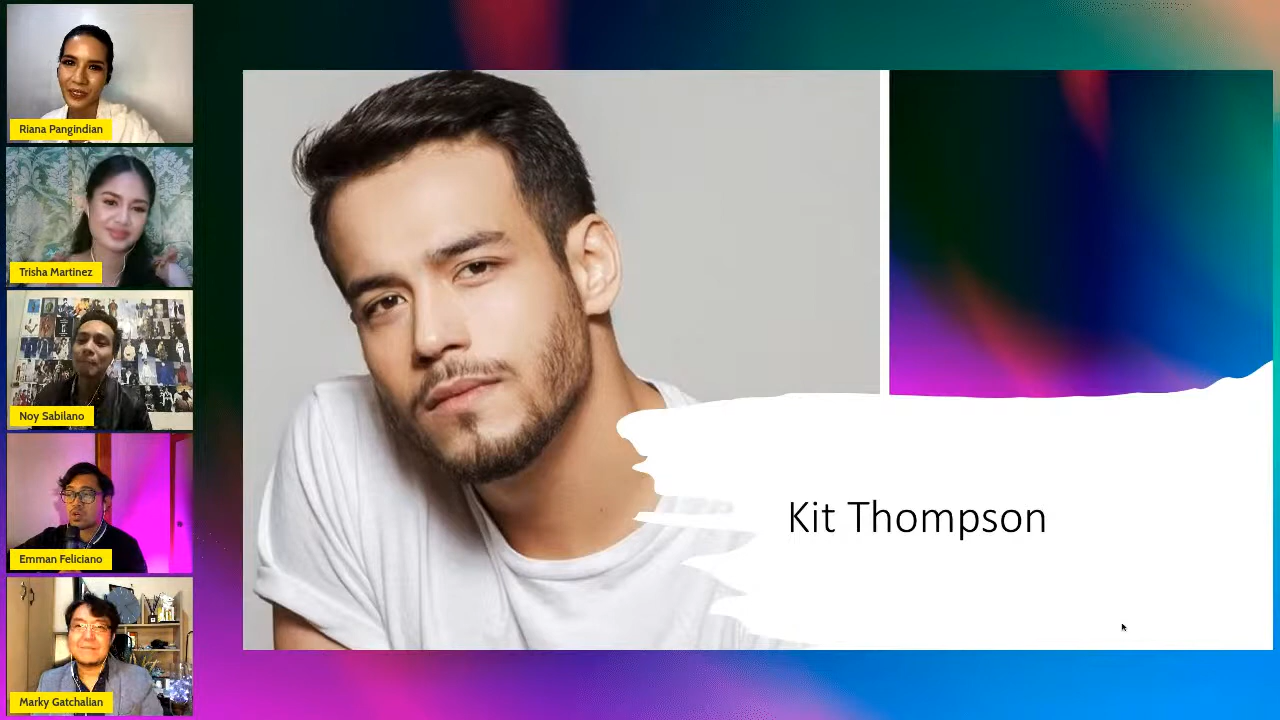 Riana Pangindian
Trisha Martinez
Noy Sabilano
Emman Feliciano
Marky Gatchalian
Kit Thompson